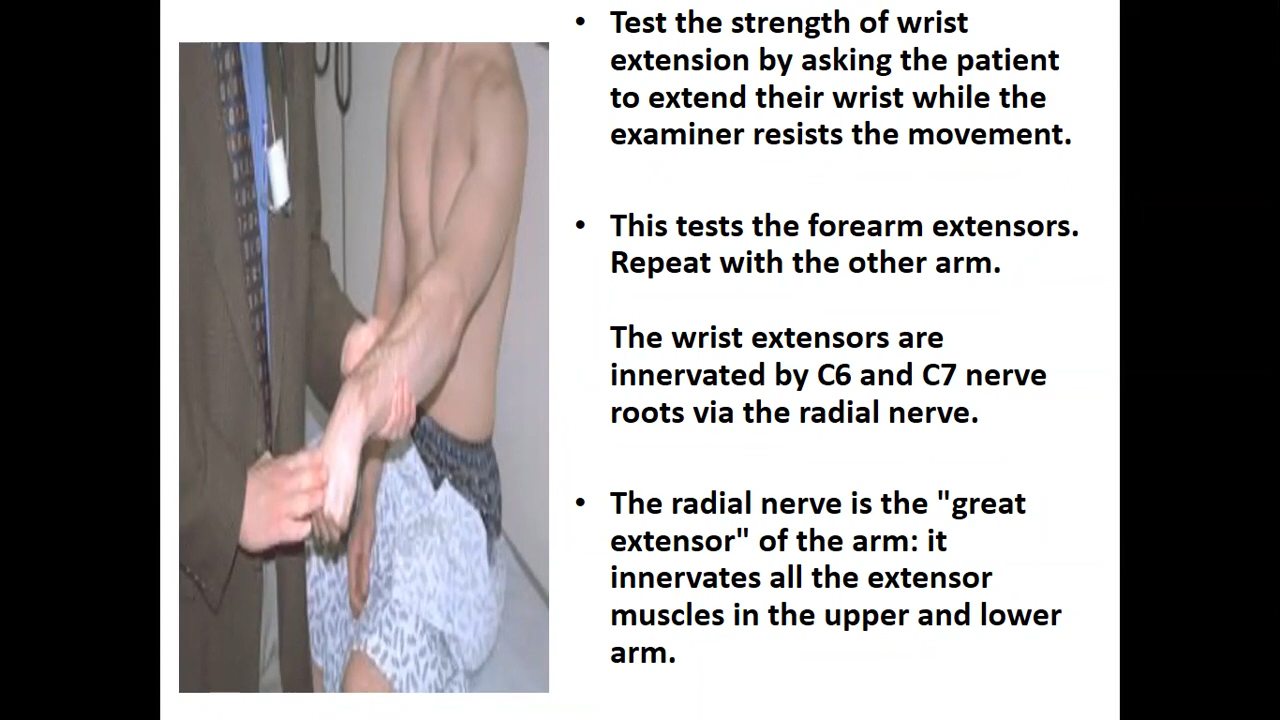 • Test the strength of wrist
extension by asking the patient
to extend their wrist while the
examiner resists the movement.
• This tests the forearm extensors.
Repeat with the other arm.
The wrist extensors are
innervated by C6 and C7 nerve
roots via the radial nerve.
• The radial nerve is the "great
extensor" of the arm: it
innervates all the extensor
muscles in the upper and lower
arm.